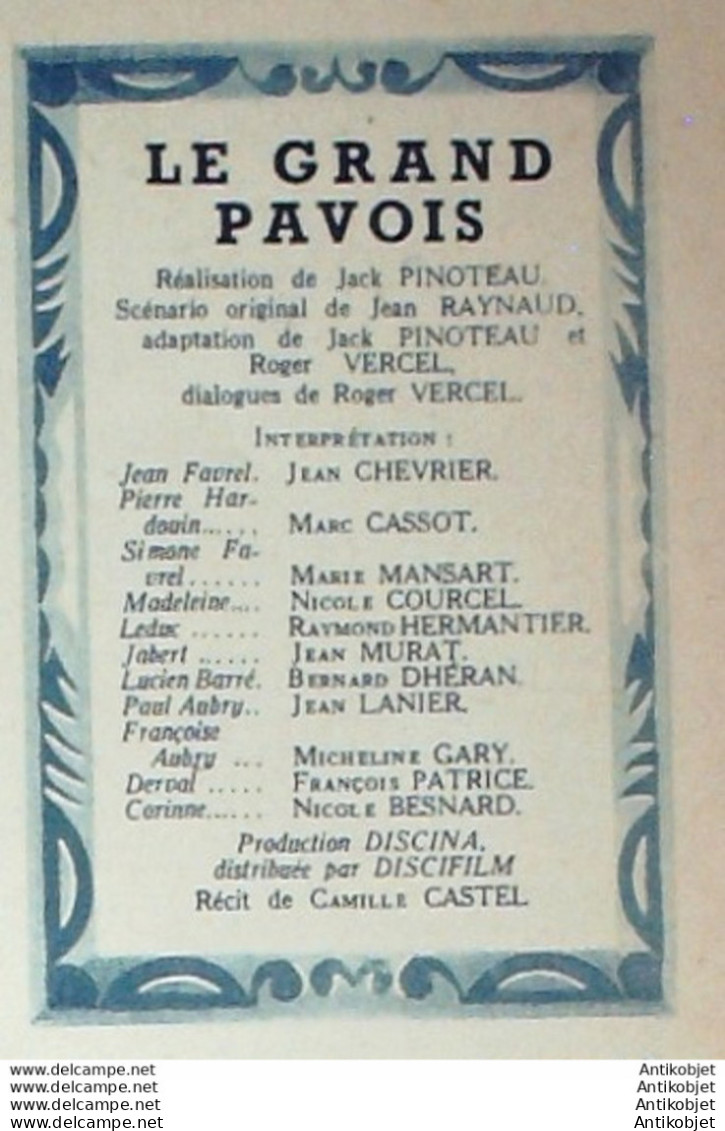 LE GRAND
PAVOIS
Réalisation de Jack PINOTEAU.
Scénario original de Jean RAYNAUD,
adaptation de Jack PINOTEAU et
Roger VERCEL,
dialogues de Roger VERCEL.
INTERPRÉTATION :
Jean Favrel. JEAN CHEVRIER.
Pierre Har-
douin...... MARC CASSOT.
Simone Fa-
vrel ...... MARIE MANSART.
Madeleine.... NICOLE COURCEL.
Leduc ...... RAYMOND HERMANTIER.
Jabert ...... JEAN MURAT.
Lucien Barré. BERNARD DHÉRAN.
Paul Aubry.. JEAN LANIER.
Françoise
Aubry ... MICHELINE GARY.
Derval ..... FRANÇOIS PATRICE.
Corinne...... NICOLE BESNARD.
Production DISCINA,
distribuée par DISCIFILM
Récit de CAMILLE CASTEL
www.delcampe.net Antikobjet
www.delcampe.net Antikobjet
www.delcampe.net Antikobjet
www.delcampe.net Antikobjet